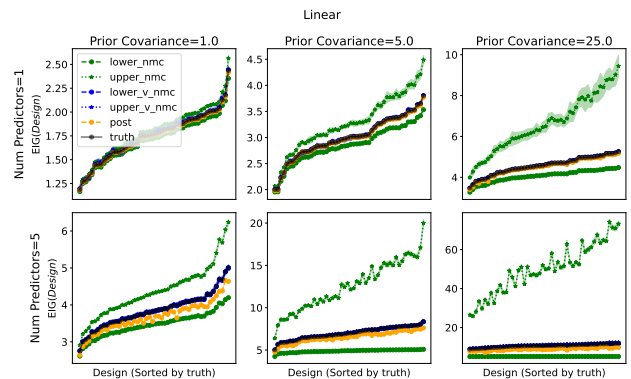 Linear
Prior Covariance=1.0
Prior Covariance=5.0
Prior Covariance=25.0
Num Predictors=1
EIG(Design)
2.50
2.25
2.00
1.75
1.50
1.25
lower_nmc
upper_nmc
lower_v_nmc
upper_v_nmc
post
truth
4.5
4.0
3.5
3.0
2.5
2.0
10
8
6
4
Num Predictors=5
EIG(Design)
6
5
4
3
20
15
10
5
60
40
20
Design (Sorted by truth)
Design (Sorted by truth)
Design (Sorted by truth)